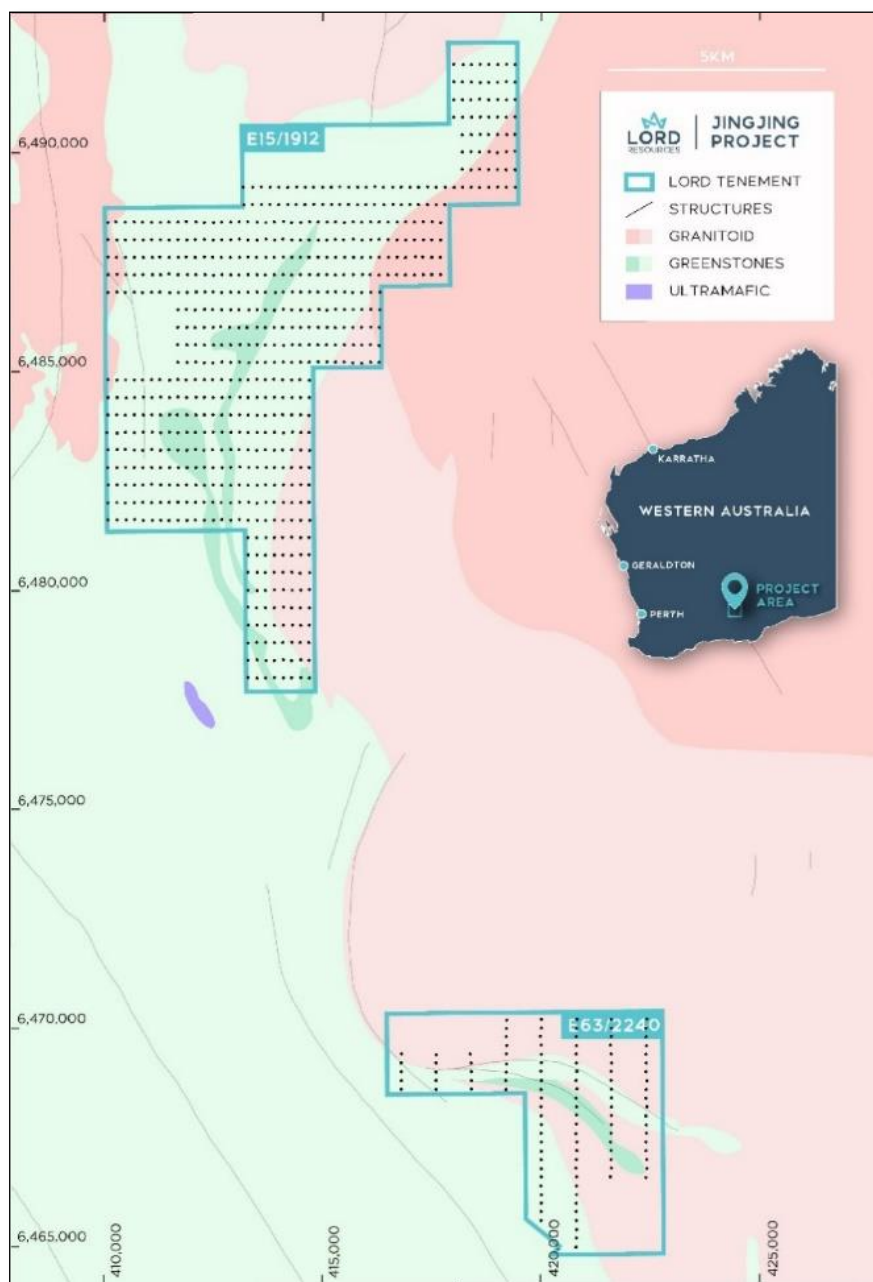 5KM
LORD
RESOURCES
JINGJING
PROJECT
LORD TENEMENT
STRUCTURES
GRANITOID
GREENSTONES
ULTRAMAFIC
E15/1912
6,490,000
6,485,000
KARRATHA
WESTERN AUSTRALIA
GERALDTON
PROJECT
AREA
PERTH
6,480,000
6,475,000
6,470,000
E63/2240
6,465,000
410,000
415,000
420,000
425,000